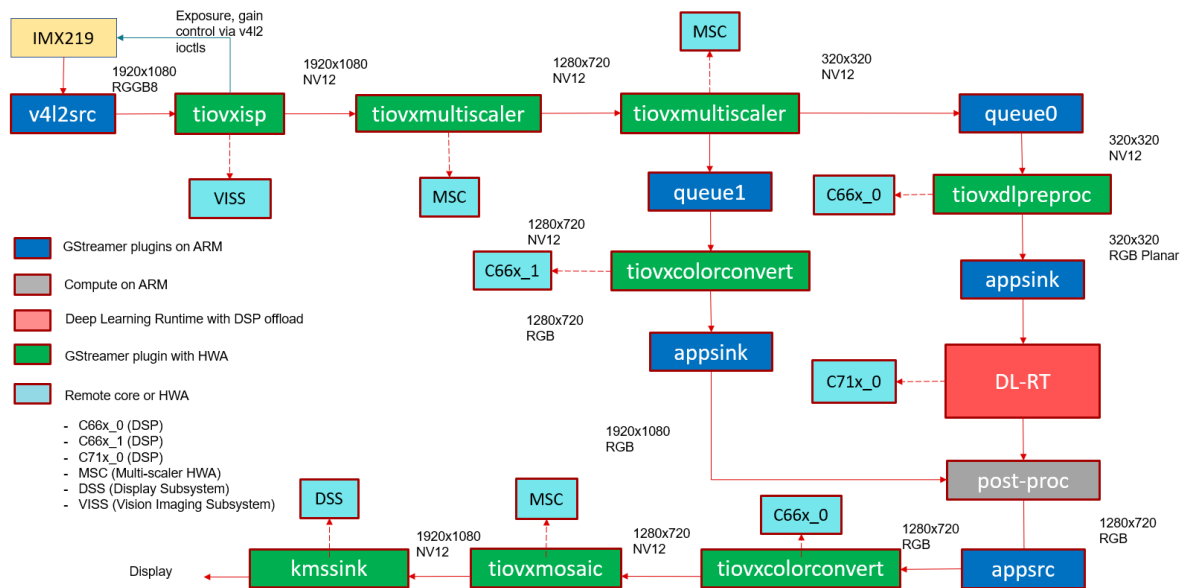 IMX219
Exposure, gain
control via v4l2
ioctls
1920x1080
RGGB8
1920x1080
NV12
1280x720
NV12
MSC
320x320
NV12
v4l2src
tiovxisp
tiovxmultiscaler
tiovxmultiscaler
queue0
VISS
MSC
queue1
320x320
NV12
C66x_0
tiovxdlpreproc
1280x720
NV12
C66x_1
tiovxcolorconvert
320x320
RGB Planar
appsink
1280x720
RGB
appsink
C71x_0
DL-RT
1920x1080
RGB
post-proc
GStreamer plugins on ARM
Compute on ARM
Deep Learning Runtime with DSP offload
GStreamer plugin with HWA
Remote core or HWA
- C66x_0 (DSP)
- C66x_1 (DSP)
- C71x_0 (DSP)
- MSC (Multi-scaler HWA)
- DSS (Display Subsystem)
- VISS (Vision Imaging Subsystem)
DSS
MSC
C66x_0
1920x1080
NV12
1280x720
NV12
1280x720
RGB
1280x720
RGB
Display
kmssink
tiovxmosaic
tiovxcolorconvert
appsrc